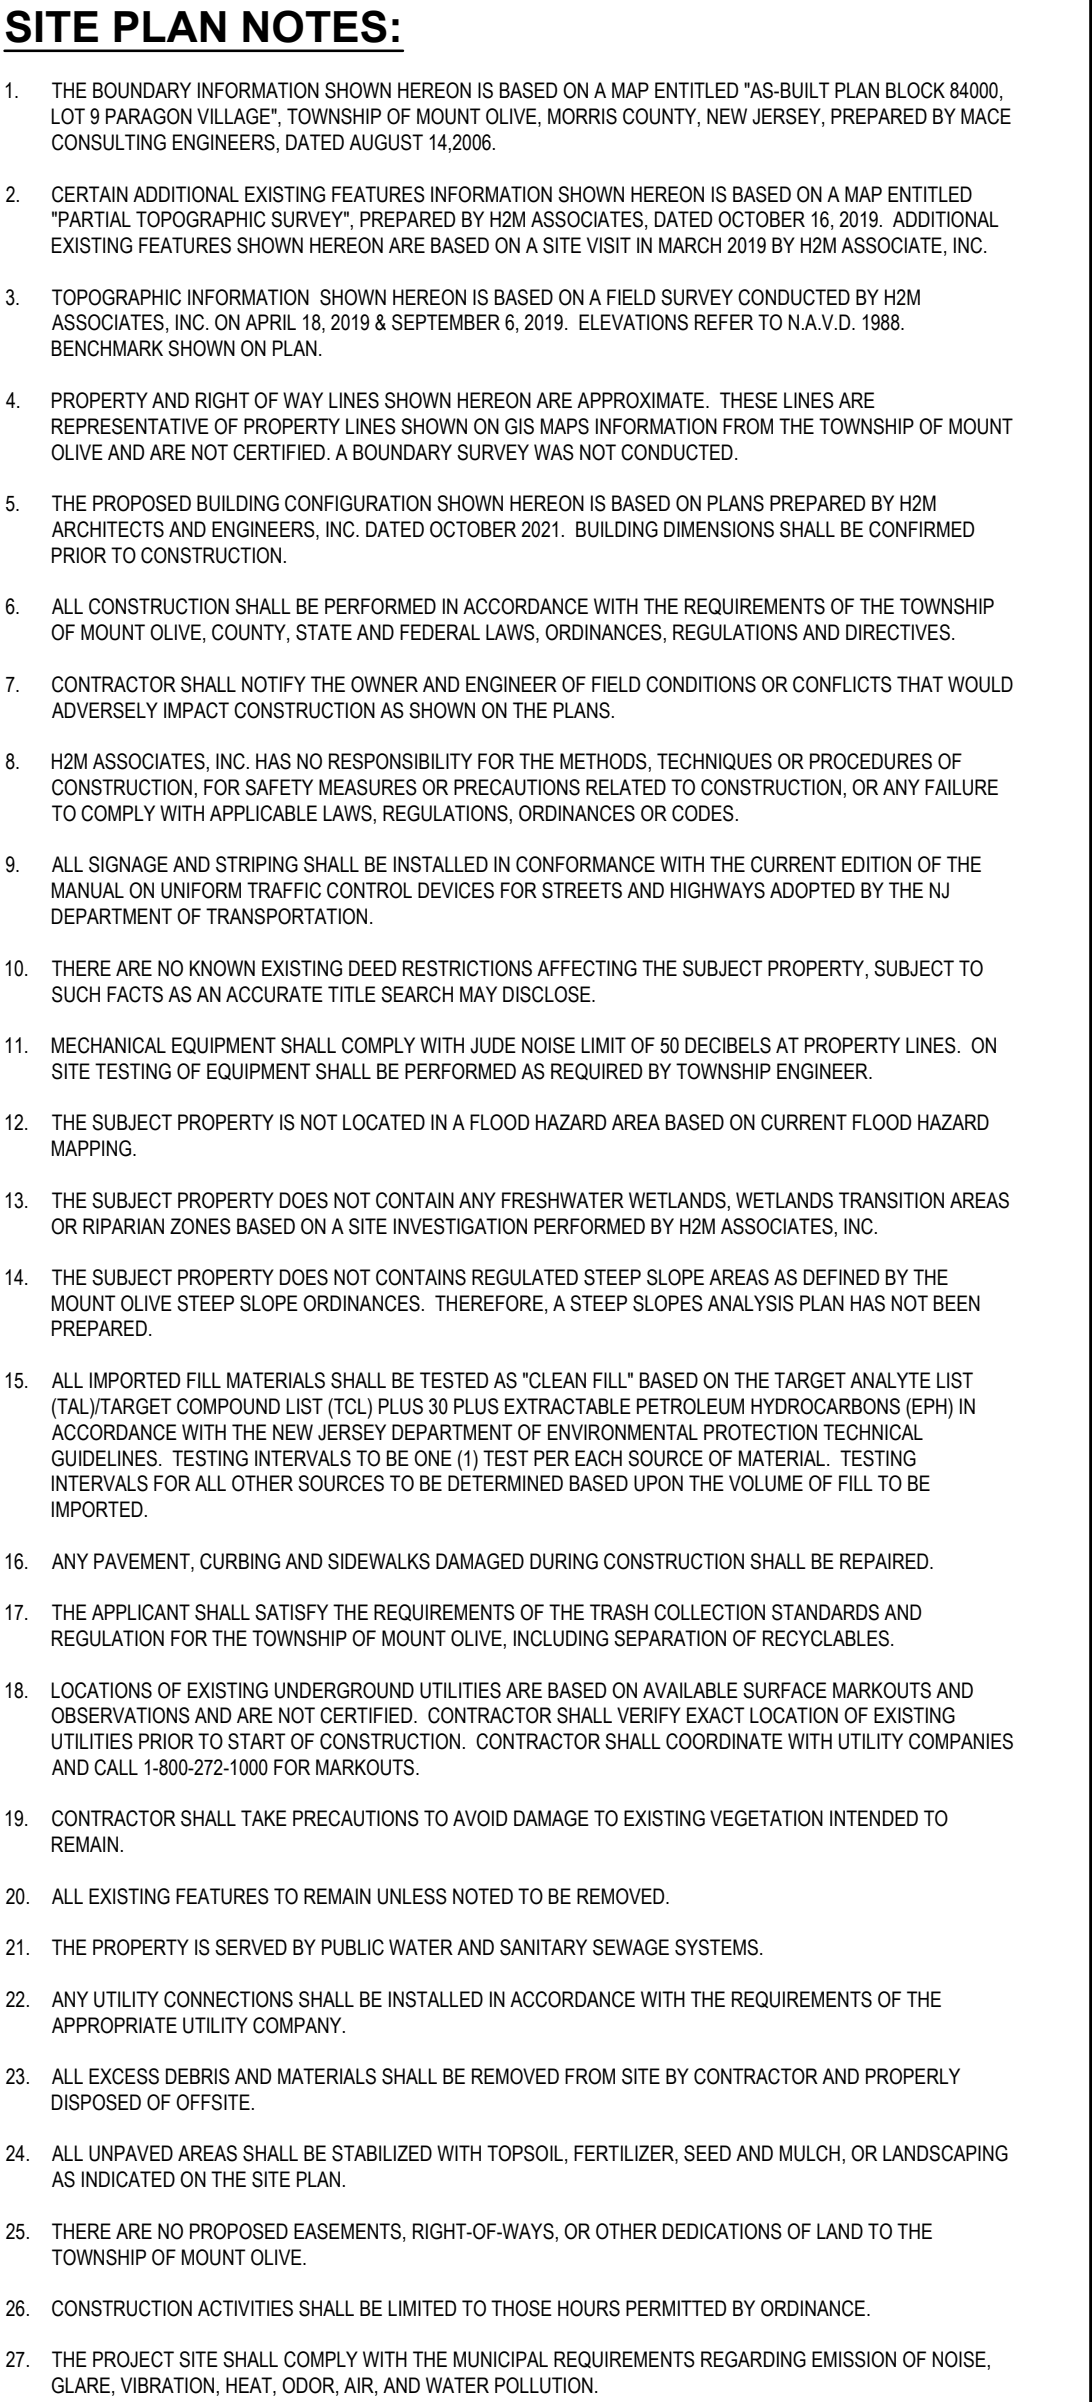 SITE PLAN NOTES:
1. THE BOUNDARY INFORMATION SHOWN HEREON IS BASED ON A MAP ENTITLED "AS-BUILT PLAN BLOCK 84000,
LOT 9 PARAGON VILLAGE", TOWNSHIP OF MOUNT OLIVE, MORRIS COUNTY, NEW JERSEY, PREPARED BY MACE
CONSULTING ENGINEERS, DATED AUGUST 14,2006.
2. CERTAIN ADDITIONAL EXISTING FEATURES INFORMATION SHOWN HEREON IS BASED ON A MAP ENTITLED
"PARTIAL TOPOGRAPHIC SURVEY", PREPARED BY H2M ASSOCIATES, DATED OCTOBER 16, 2019. ADDITIONAL
EXISTING FEATURES SHOWN HEREON ARE BASED ON A SITE VISIT IN MARCH 2019 BY H2M ASSOCIATE, INC.
3. TOPOGRAPHIC INFORMATION SHOWN HEREON IS BASED ON A FIELD SURVEY CONDUCTED BY H2M
ASSOCIATES, INC. ON APRIL 18, 2019 & SEPTEMBER 6, 2019. ELEVATIONS REFER TO N.A.V.D. 1988.
BENCHMARK SHOWN ON PLAN.
4. PROPERTY AND RIGHT OF WAY LINES SHOWN HEREON ARE APPROXIMATE. THESE LINES ARE
REPRESENTATIVE OF PROPERTY LINES SHOWN ON GIS MAPS INFORMATION FROM THE TOWNSHIP OF MOUNT
OLIVE AND ARE NOT CERTIFIED. A BOUNDARY SURVEY WAS NOT CONDUCTED.
5. THE PROPOSED BUILDING CONFIGURATION SHOWN HEREON IS BASED ON PLANS PREPARED BY H2M
ARCHITECTS AND ENGINEERS, INC. DATED OCTOBER 2021. BUILDING DIMENSIONS SHALL BE CONFIRMED
PRIOR TO CONSTRUCTION.
6. ALL CONSTRUCTION SHALL BE PERFORMED IN ACCORDANCE WITH THE REQUIREMENTS OF THE TOWNSHIP
OF MOUNT OLIVE, COUNTY, STATE AND FEDERAL LAWS, ORDINANCES, REGULATIONS AND DIRECTIVES.
7. CONTRACTOR SHALL NOTIFY THE OWNER AND ENGINEER OF FIELD CONDITIONS OR CONFLICTS THAT WOULD
ADVERSELY IMPACT CONSTRUCTION AS SHOWN ON THE PLANS.
8. H2M ASSOCIATES, INC. HAS NO RESPONSIBILITY FOR THE METHODS, TECHNIQUES OR PROCEDURES OF
CONSTRUCTION, FOR SAFETY MEASURES OR PRECAUTIONS RELATED TO CONSTRUCTION, OR ANY FAILURE
TO COMPLY WITH APPLICABLE LAWS, REGULATIONS, ORDINANCES OR CODES.
9. ALL SIGNAGE AND STRIPING SHALL BE INSTALLED IN CONFORMANCE WITH THE CURRENT EDITION OF THE
MANUAL ON UNIFORM TRAFFIC CONTROL DEVICES FOR STREETS AND HIGHWAYS ADOPTED BY THE NJ
DEPARTMENT OF TRANSPORTATION.
10. THERE ARE NO KNOWN EXISTING DEED RESTRICTIONS AFFECTING THE SUBJECT PROPERTY, SUBJECT TO
SUCH FACTS AS AN ACCURATE TITLE SEARCH MAY DISCLOSE.
11. MECHANICAL EQUIPMENT SHALL COMPLY WITH JUDE NOISE LIMIT OF 50 DECIBELS AT PROPERTY LINES. ON
SITE TESTING OF EQUIPMENT SHALL BE PERFORMED AS REQUIRED BY TOWNSHIP ENGINEER.
12. THE SUBJECT PROPERTY IS NOT LOCATED IN A FLOOD HAZARD AREA BASED ON CURRENT FLOOD HAZARD
MAPPING.
13. THE SUBJECT PROPERTY DOES NOT CONTAIN ANY FRESHWATER WETLANDS, WETLANDS TRANSITION AREAS
OR RIPARIAN ZONES BASED ON A SITE INVESTIGATION PERFORMED BY H2M ASSOCIATES, INC.
14. THE SUBJECT PROPERTY DOES NOT CONTAINS REGULATED STEEP SLOPE AREAS AS DEFINED BY THE
MOUNT OLIVE STEEP SLOPE ORDINANCES. THEREFORE, A STEEP SLOPES ANALYSIS PLAN HAS NOT BEEN
PREPARED.
15. ALL IMPORTED FILL MATERIALS SHALL BE TESTED AS "CLEAN FILL" BASED ON THE TARGET ANALYTE LIST
(TAL)/TARGET COMPOUND LIST (TCL) PLUS 30 PLUS EXTRACTABLE PETROLEUM HYDROCARBONS (EPH) IN
ACCORDANCE WITH THE NEW JERSEY DEPARTMENT OF ENVIRONMENTAL PROTECTION TECHNICAL
GUIDELINES. TESTING INTERVALS TO BE ONE (1) TEST PER EACH SOURCE OF MATERIAL. TESTING
INTERVALS FOR ALL OTHER SOURCES TO BE DETERMINED BASED UPON THE VOLUME OF FILL TO BE
IMPORTED.
16. ANY PAVEMENT, CURBING AND SIDEWALKS DAMAGED DURING CONSTRUCTION SHALL BE REPAIRED.
17. THE APPLICANT SHALL SATISFY THE REQUIREMENTS OF THE TRASH COLLECTION STANDARDS AND
REGULATION FOR THE TOWNSHIP OF MOUNT OLIVE, INCLUDING SEPARATION OF RECYCLABLES.
18. LOCATIONS OF EXISTING UNDERGROUND UTILITIES ARE BASED ON AVAILABLE SURFACE MARKOUTS AND
OBSERVATIONS AND ARE NOT CERTIFIED. CONTRACTOR SHALL VERIFY EXACT LOCATION OF EXISTING
UTILITIES PRIOR TO START OF CONSTRUCTION. CONTRACTOR SHALL COORDINATE WITH UTILITY COMPANIES
AND CALL 1-800-272-1000 FOR MARKOUTS.
19. CONTRACTOR SHALL TAKE PRECAUTIONS TO AVOID DAMAGE TO EXISTING VEGETATION INTENDED TO
REMAIN.
20. ALL EXISTING FEATURES TO REMAIN UNLESS NOTED TO BE REMOVED.
21. THE PROPERTY IS SERVED BY PUBLIC WATER AND SANITARY SEWAGE SYSTEMS.
22. ANY UTILITY CONNECTIONS SHALL BE INSTALLED IN ACCORDANCE WITH THE REQUIREMENTS OF THE
APPROPRIATE UTILITY COMPANY.
23. ALL EXCESS DEBRIS AND MATERIALS SHALL BE REMOVED FROM SITE BY CONTRACTOR AND PROPERLY
DISPOSED OF OFFSITE.
24. ALL UNPAVED AREAS SHALL BE STABILIZED WITH TOPSOIL, FERTILIZER, SEED AND MULCH, OR LANDSCAPING
AS INDICATED ON THE SITE PLAN.
25. THERE ARE NO PROPOSED EASEMENTS, RIGHT-OF-WAYS, OR OTHER DEDICATIONS OF LAND TO THE
TOWNSHIP OF MOUNT OLIVE.
26. CONSTRUCTION ACTIVITIES SHALL BE LIMITED TO THOSE HOURS PERMITTED BY ORDINANCE.
27. THE PROJECT SITE SHALL COMPLY WITH THE MUNICIPAL REQUIREMENTS REGARDING EMISSION OF NOISE,
GLARE, VIBRATION, HEAT, ODOR, AIR, AND WATER POLLUTION.